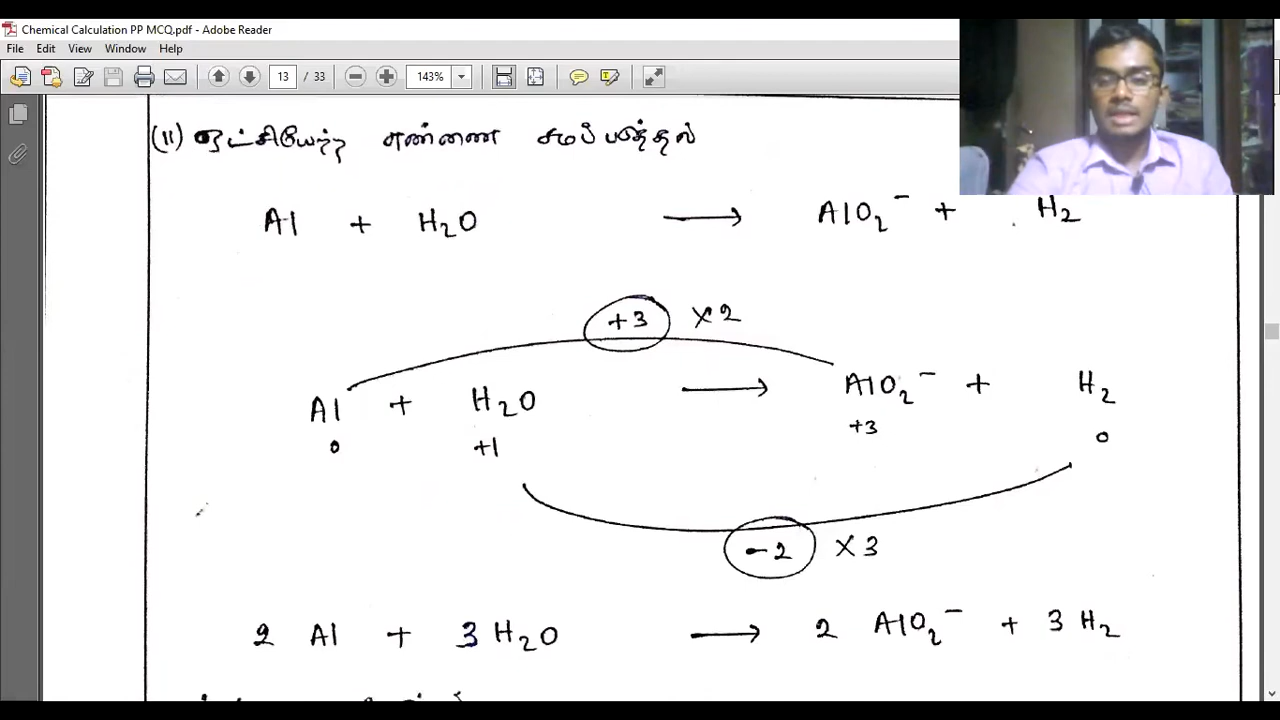 Chemical Calculation PP MCQ.pdf - Adobe Reader
File Edit View Window Help
13 / 33 143%
(II) ஒட்சியேற்ற எண்ணை சமப்படுத்தல்
Al + H₂O ⟶ AlO₂⁻ + H₂
+3 ×2
Al + H₂O ⟶ AlO₂⁻ + H₂
0 +1 +3 0
-2 ×3
2 Al + 3 H₂O ⟶ 2 AlO₂⁻ + 3 H₂